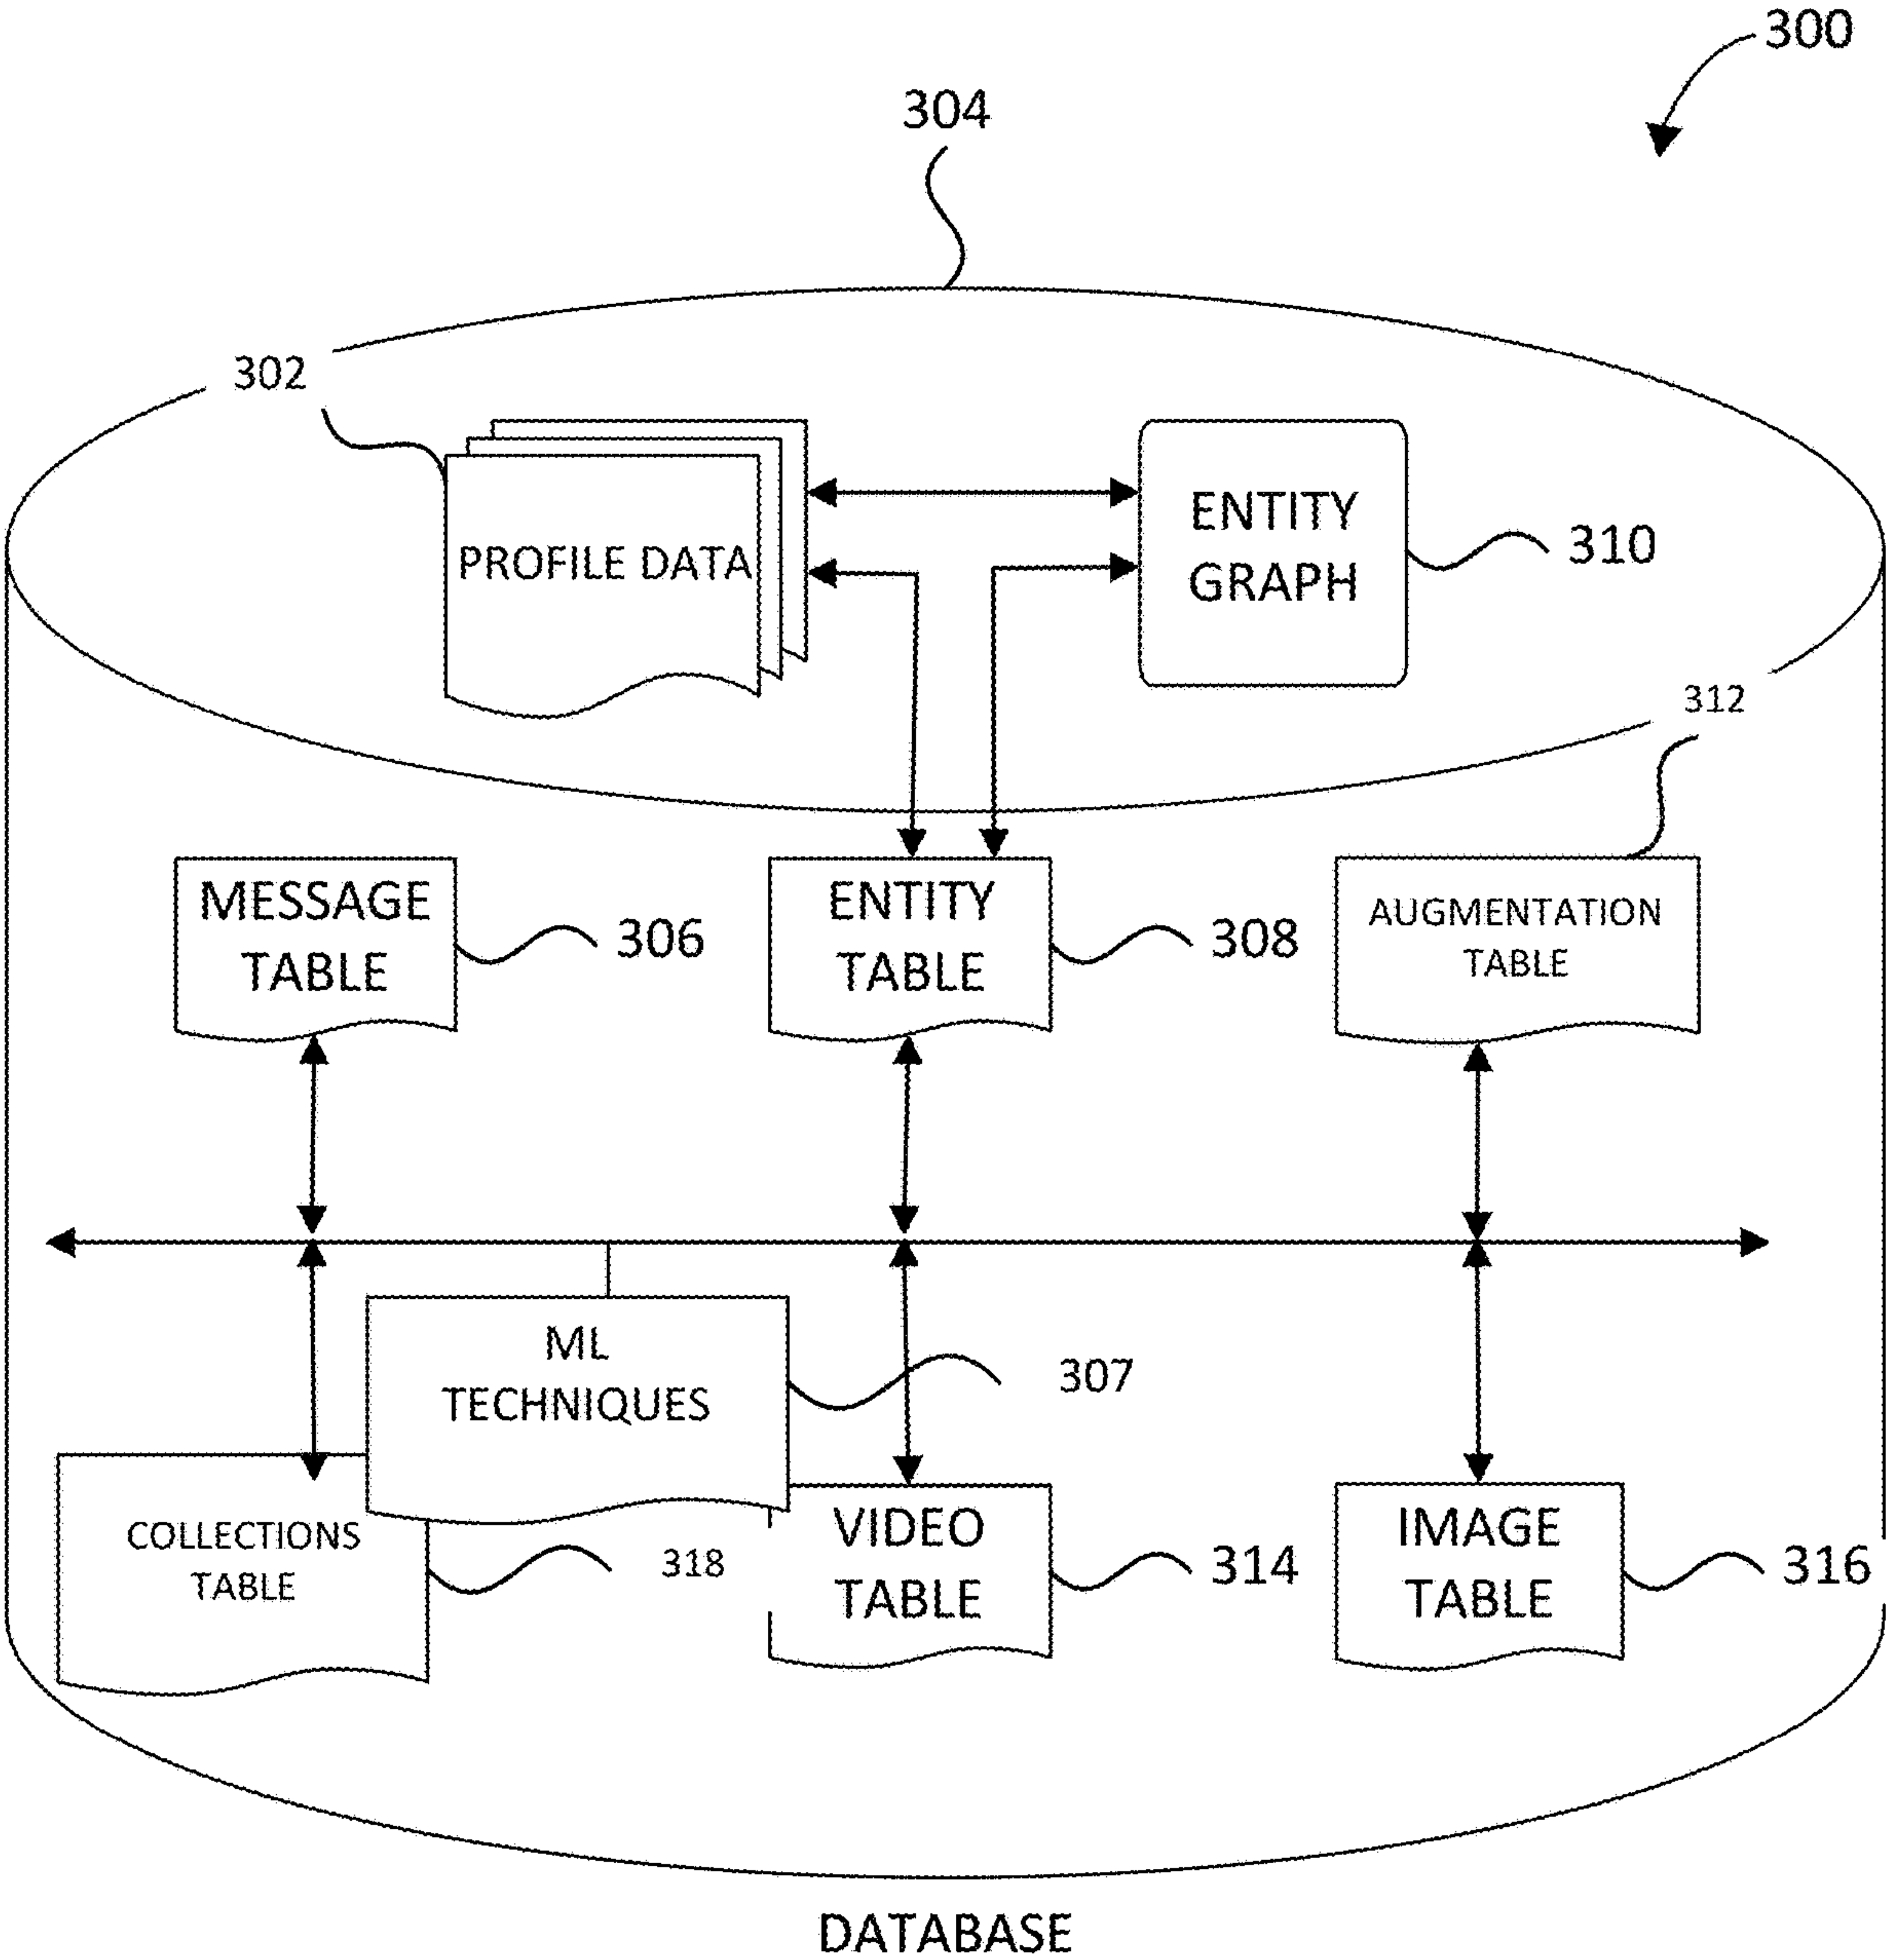 300
304
302
PROFILE DATA
ENTITY
GRAPH
310
312
MESSAGE
TABLE
306
ENTITY
TABLE
308
AUGMENTATION
TABLE
ML
TECHNIQUES
307
COLLECTIONS
TABLE
318
VIDEO
TABLE
314
IMAGE
TABLE
316
DATABASE